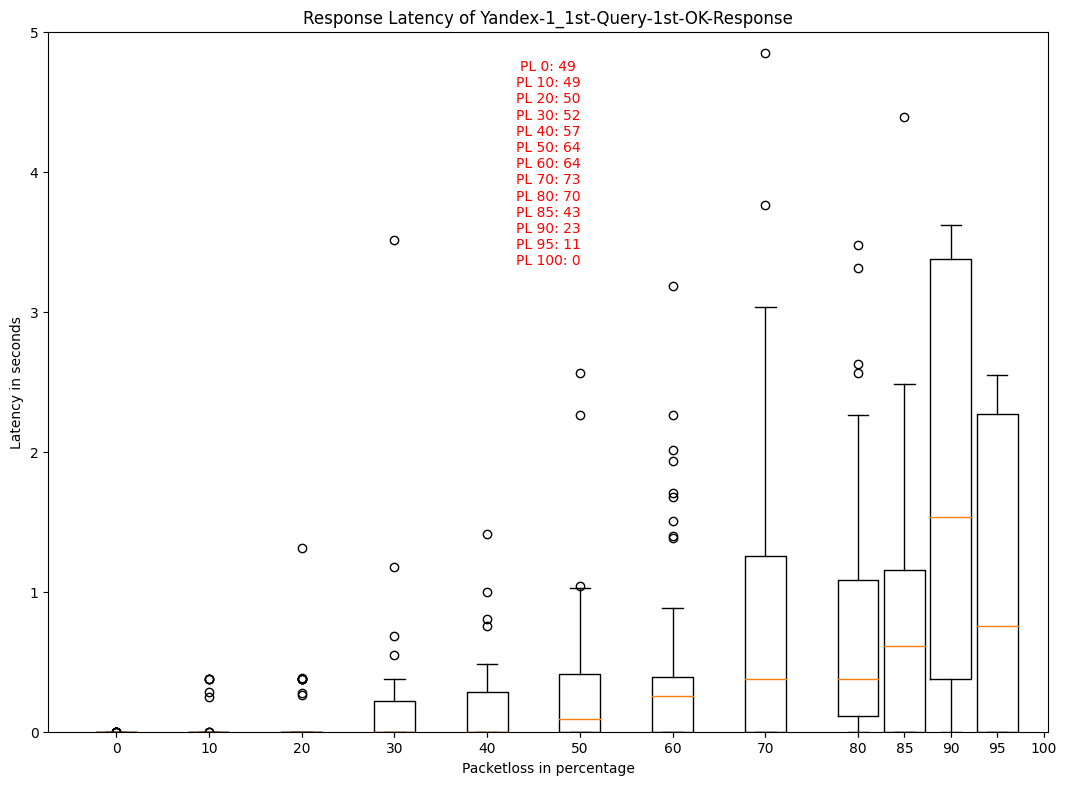 Response Latency of Yandex-1_1st-Query-1st-OK-Response
5
PL 0: 49
PL 10: 49
PL 20: 50
PL 30: 52
PL 40: 57
PL 50: 64
PL 60: 64
PL 70: 73
PL 80: 70
PL 85: 43
PL 90: 23
PL 95: 11
PL 100: 0
4
3
2
1
0
Latency in seconds
0 10 20 30 40 50 60 70 80 85 90 95 100
Packetloss in percentage